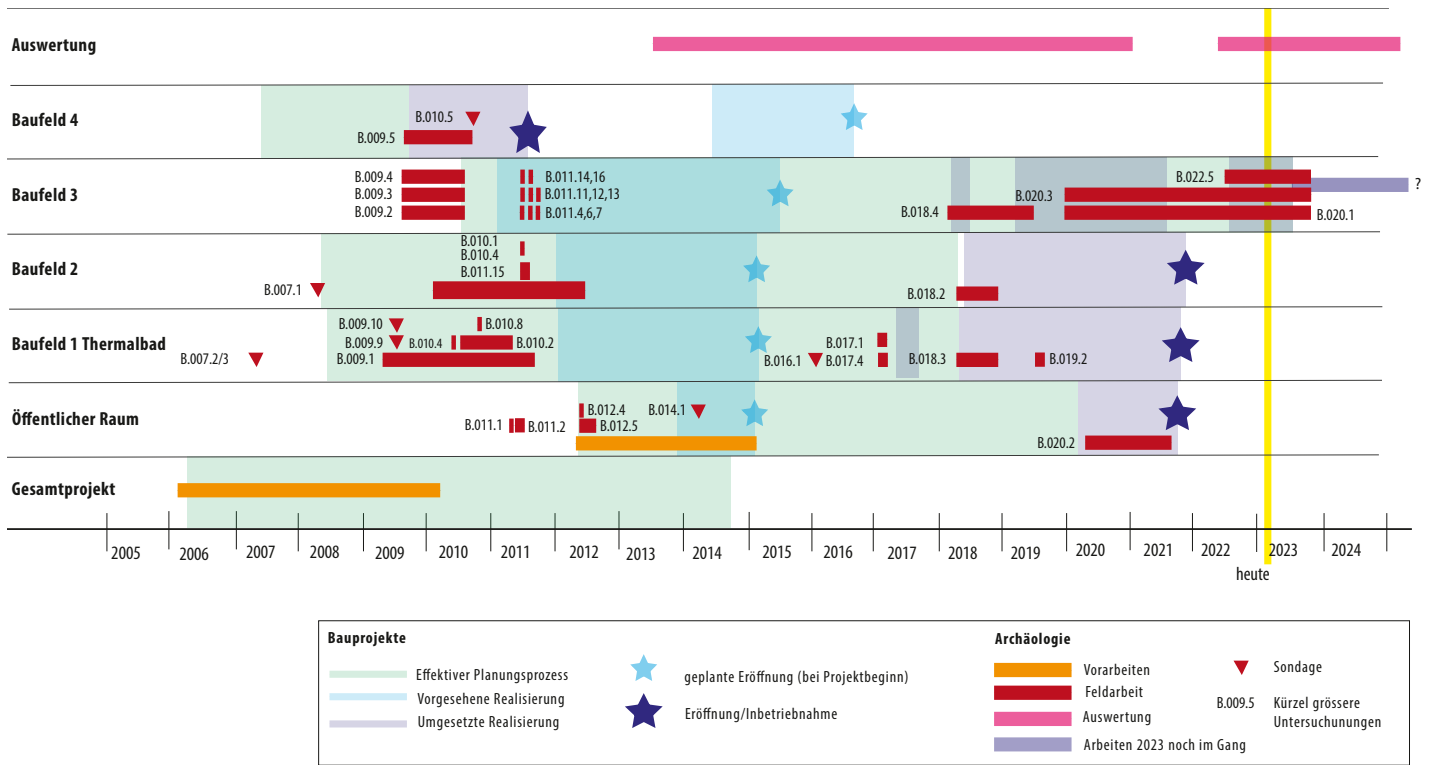 Auswertung
Baufeld 4
B.010.5
B.009.5
Baufeld 3
B.009.4
B.011.14,16
B.022.5
B.009.3
B.011.11,12,13
B.020.3
?
B.009.2
B.011.4,6,7
B.018.4
B.020.1
Baufeld 2
B.010.1
B.010.4
B.011.15
B.007.1
B.018.2
Baufeld 1 Thermalbad
B.009.10
B.010.8
B.009.9
B.010.4
B.010.2
B.017.1
B.007.2/3
B.009.1
B.016.1
B.017.4
B.018.3
B.019.2
Öffentlicher Raum
B.012.4
B.014.1
B.011.1
B.011.2
B.012.5
B.020.2
Gesamtprojekt
2005 2006 2007 2008 2009 2010 2011 2012 2013 2014 2015 2016 2017 2018 2019 2020 2021 2022 2023 2024
heute
Bauprojekte
Effektiver Planungsprozess
Vorgesehene Realisierung
Umgesetzte Realisierung
geplante Eröffnung (bei Projektbeginn)
Eröffnung/Inbetriebnahme
Archäologie
Vorarbeiten
Feldarbeit
Auswertung
Arbeiten 2023 noch im Gang
Sondage
B.009.5 Kürzel grössere
Untersuchunungen